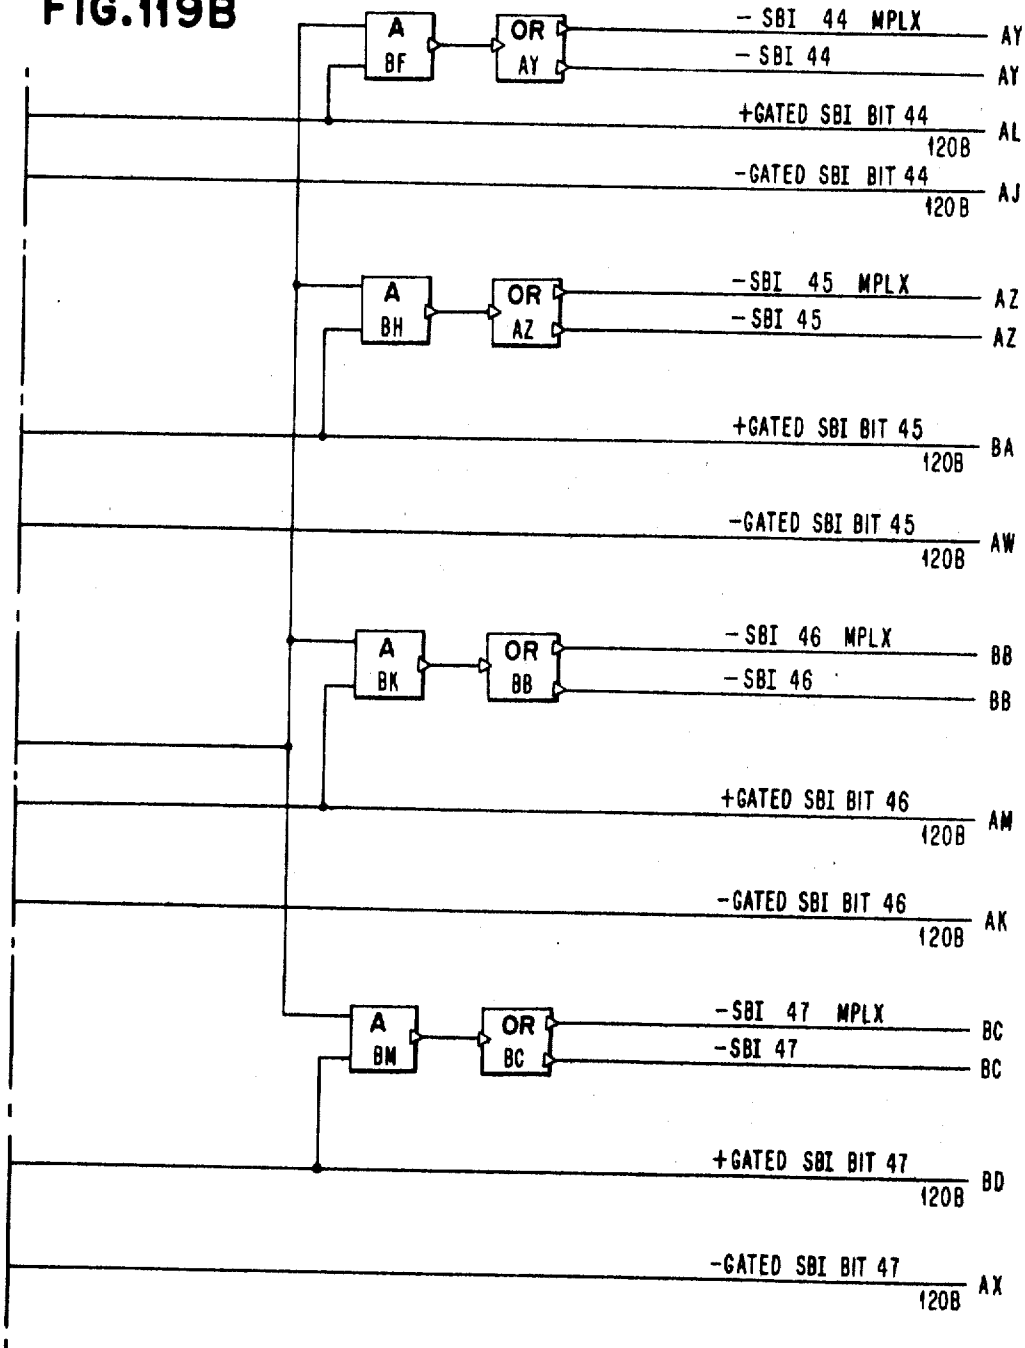 FIG.119B
A
BF
OR
AY
- SBI 44 MPLX AY
- SBI 44 AY
+GATED SBI BIT 44 AL
120B
-GATED SBI BIT 44 AJ
120B
A
BH
OR
AZ
-SBI 45 MPLX AZ
-SBI 45 AZ
+GATED SBI BIT 45 BA
120B
-GATED SBI BIT 45 AW
120B
A
BK
OR
BB
-SBI 46 MPLX BB
-SBI 46 BB
+GATED SBI BIT 46 AM
120B
-GATED SBI BIT 46 AK
120B
A
BM
OR
BC
-SBI 47 MPLX BC
-SBI 47 BC
+GATED SBI BIT 47 BD
120B
-GATED SBI BIT 47 AX
120B